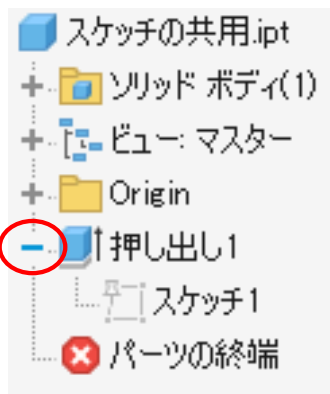 スケッチの共用.ipt
ソリッド ボディ(1)
ビュー: マスター
Origin
押し出し1
スケッチ1
パーツの終端